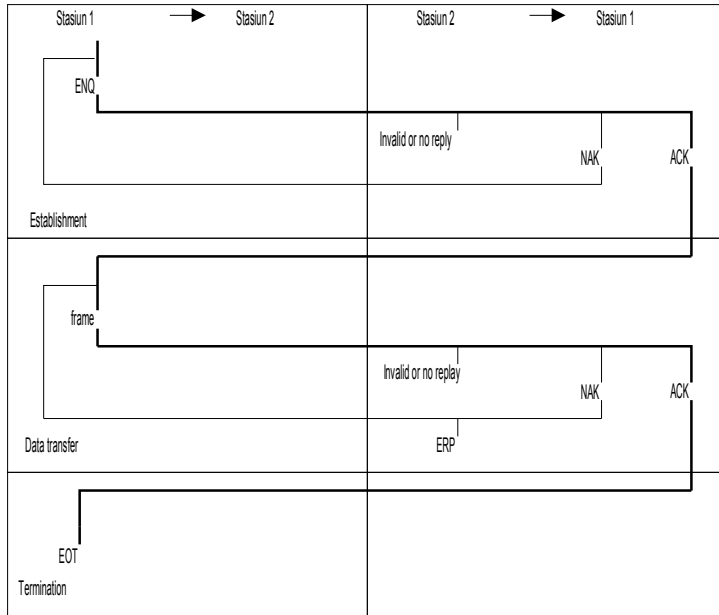 Stasiun 1 Stasiun 2 Stasiun 2 Stasiun 1
ENQ
Invalid or no reply
NAK ACK
Establishment
frame
Invalid or no replay
NAK ACK
Data transfer ERP
EOT
Termination